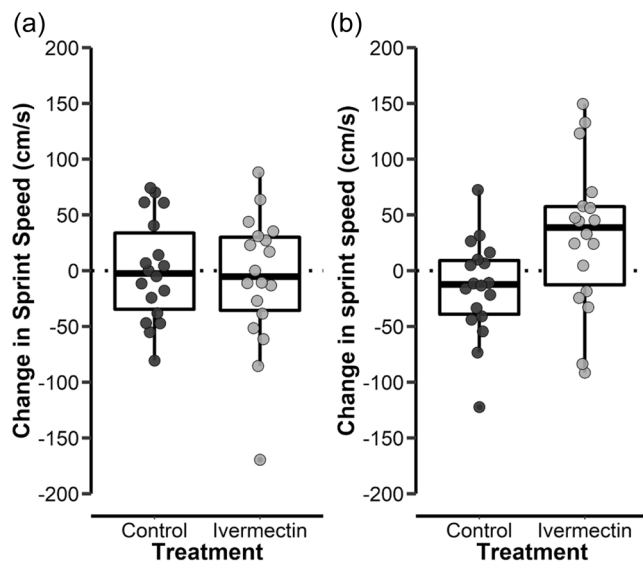 (a)
Change in Sprint Speed (cm/s)
200
150
100
50
0
-50
-100
-150
-200
Control Ivermectin
Treatment
(b)
Change in sprint speed (cm/s)
200
150
100
50
0
-50
-100
-150
-200
Control Ivermectin
Treatment